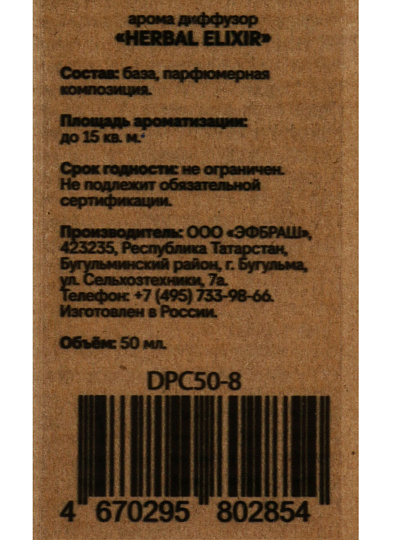 арома диффузор
«HERBAL ELIXIR»
Состав: база, парфюмерная
композиция.
Площадь ароматизации:
до 15 кв. м.*
Срок годности: не ограничен.
Не подлежит обязательной
сертификации.
Производитель: ООО «ЭФБРАШ»,
423235, Республика Татарстан,
Бугульминский район, г. Бугульма,
ул. Сельхозтехники, 7а.
Телефон: +7 (495) 733-98-66.
Изготовлен в России.
Объём: 50 мл.
DPC50-8
4 670295 802854